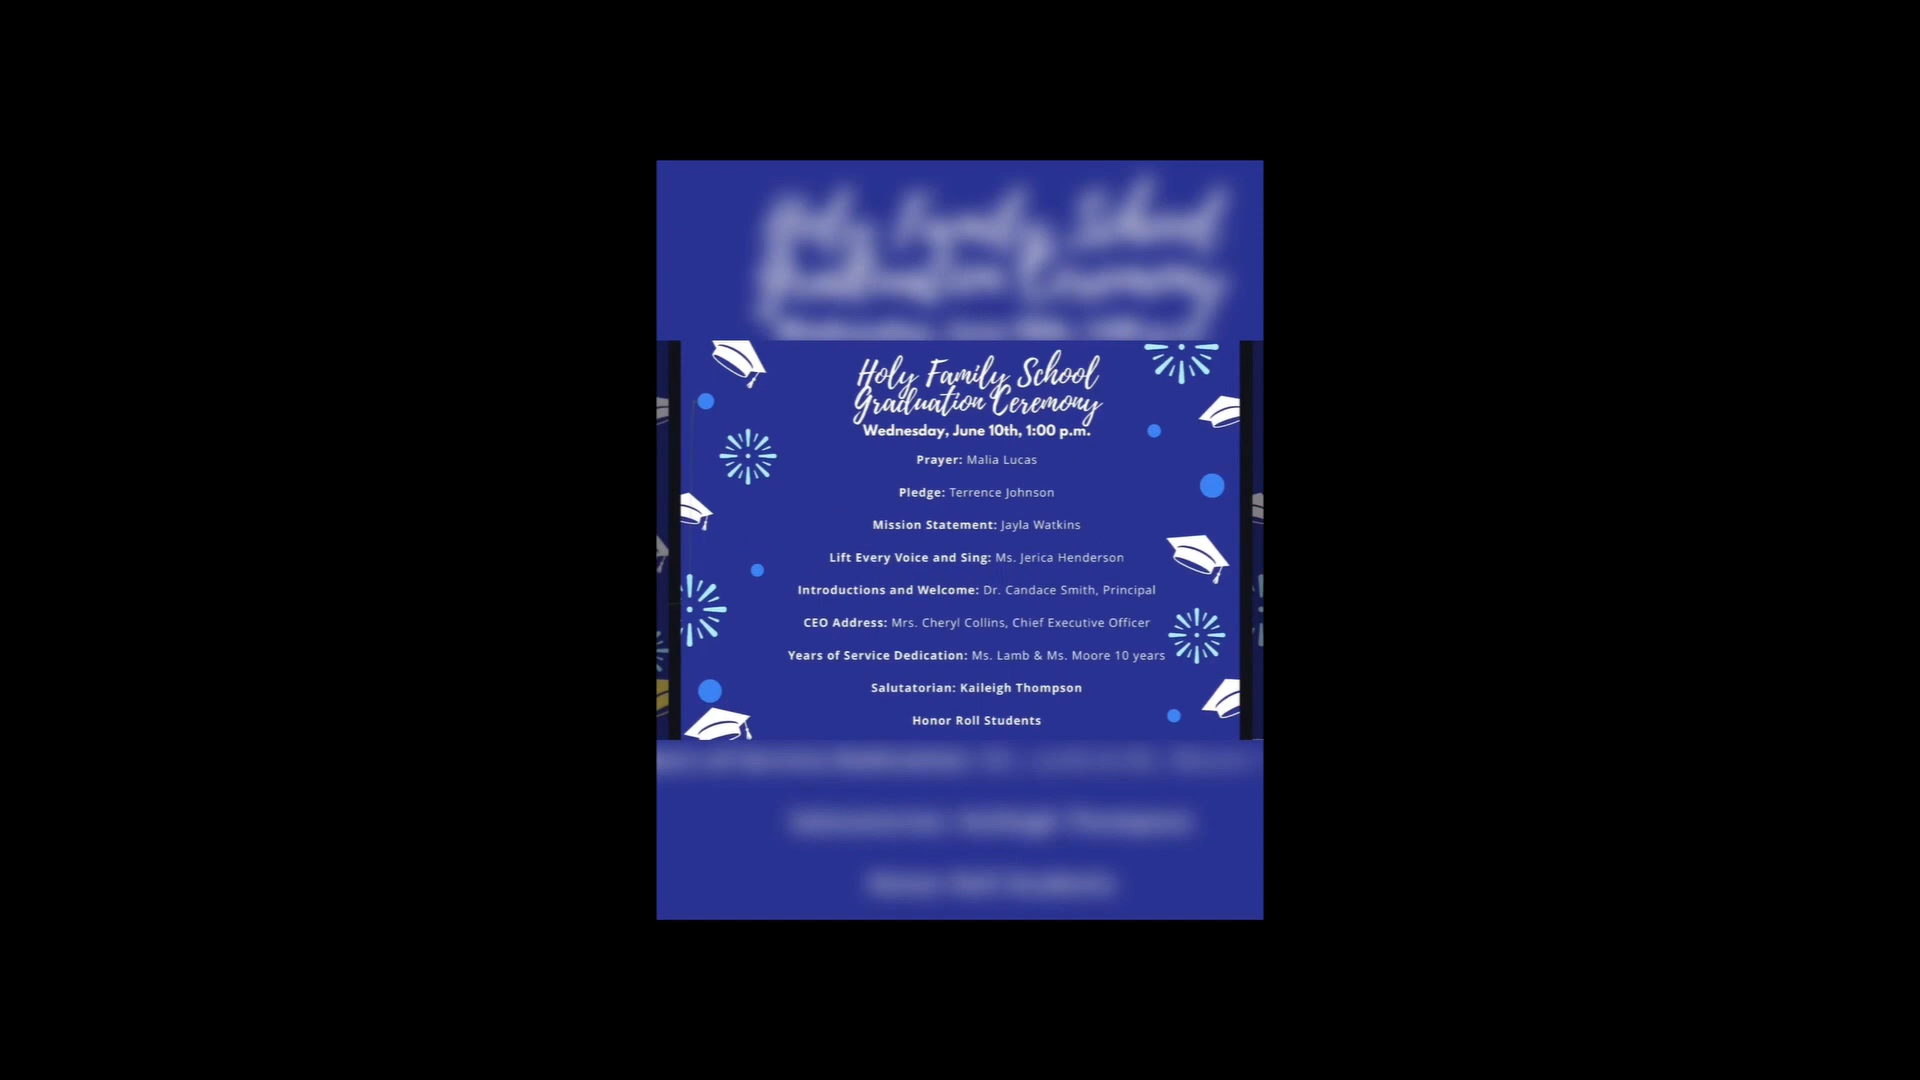 Holy Family School
Graduation Ceremony
Wednesday, June 10th, 1:00 p.m.
Prayer: Malia Lucas
Pledge: Terrence Johnson
Mission Statement: Jayla Watkins
Lift Every Voice and Sing: Ms. Jerica Henderson
Introductions and Welcome: Dr. Candace Smith, Principal
CEO Address: Mrs. Cheryl Collins, Chief Executive Officer
Years of Service Dedication: Ms. Lamb & Ms. Moore 10 years
Salutatorian: Kaileigh Thompson
Honor Roll Students